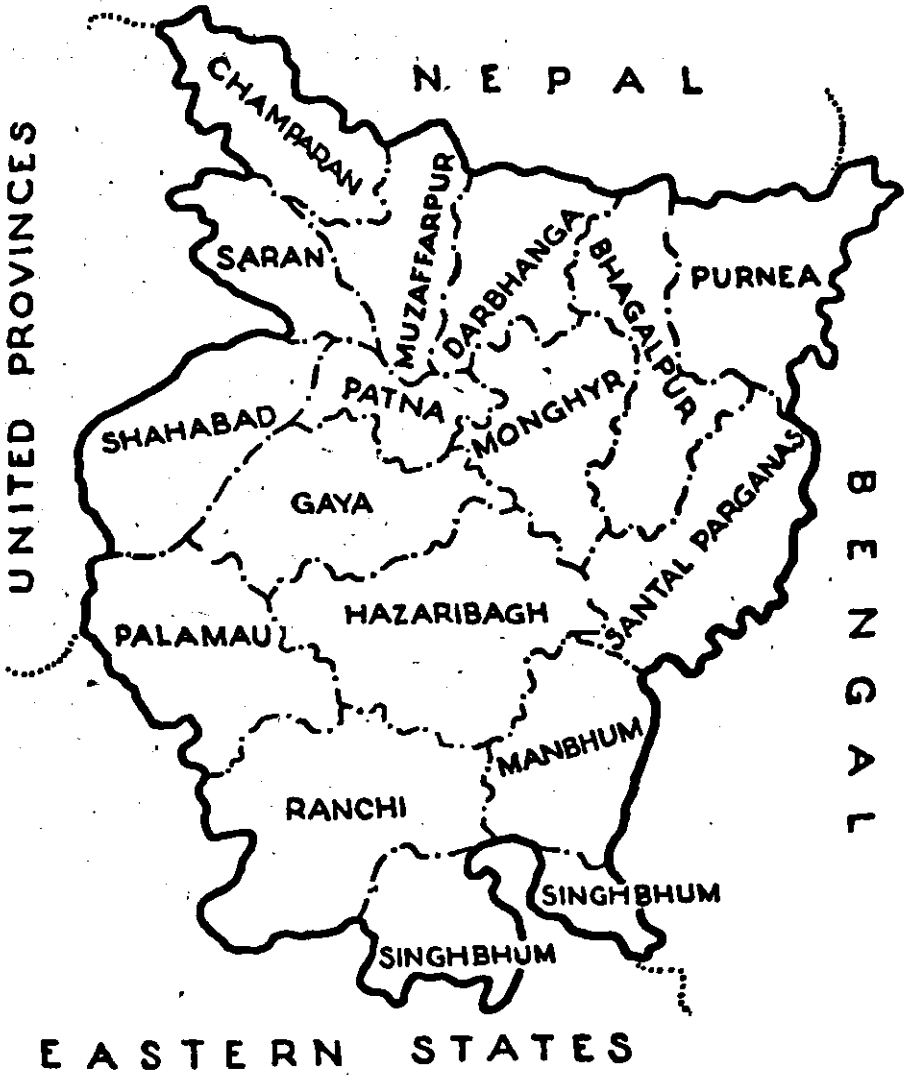 NEPAL
UNITED PROVINCES
CHAMPARAN
SARAN
MUZAFFARPUR
DARBHANGA
BHAGALPUR
PURNEA
SHAHABAD
PATNA
MONGHYR
GAYA
SANTAL PARGANAS
BENGAL
PALAMAU
HAZARIBAGH
RANCHI
MANBHUM
SINGHBHUM
SINGHBHUM
EASTERN STATES